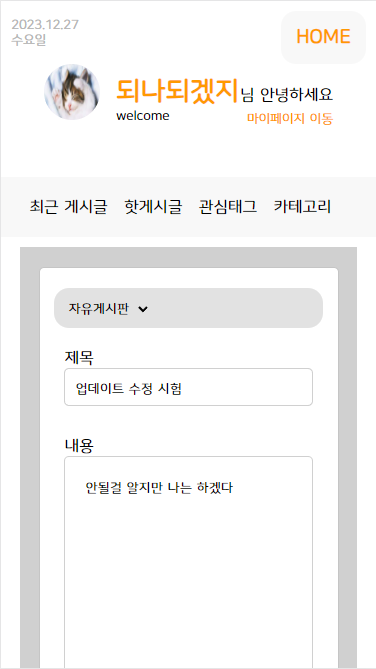 2023.12.27
수요일
HOME
되나되겠지님 안녕하세요
welcome
마이페이지 이동
최근 게시글 핫게시글 관심태그 카테고리
자유게시판
제목
업데이트 수정 시험
내용
안될걸 알지만 나는 하겠다